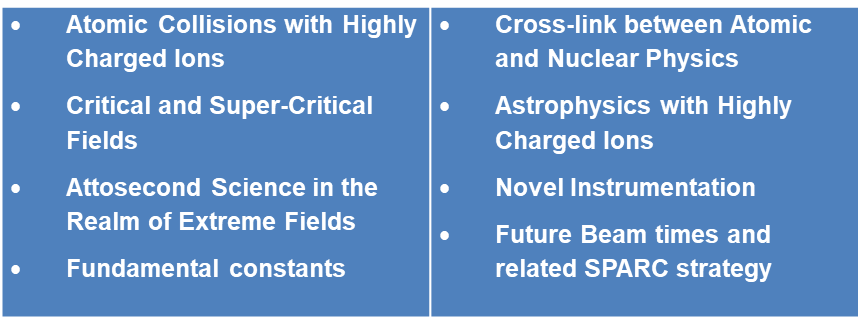 • Atomic Collisions with Highly
Charged Ions
• Critical and Super-Critical
Fields
• Attosecond Science in the
Realm of Extreme Fields
• Fundamental constants
• Cross-link between Atomic
and Nuclear Physics
• Astrophysics with Highly
Charged Ions
• Novel Instrumentation
• Future Beam times and
related SPARC strategy